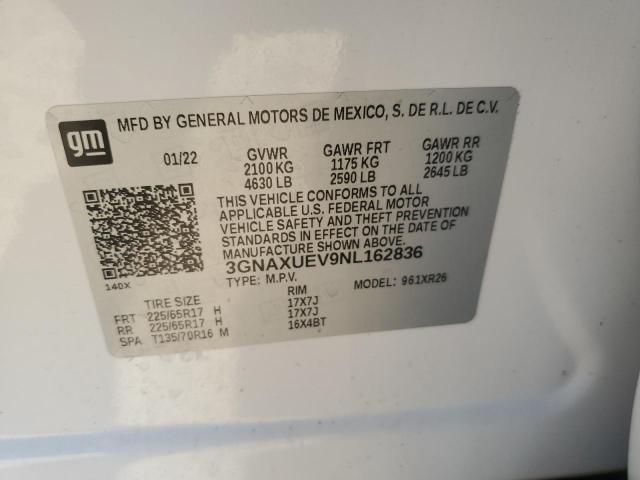 gm
MFD BY GENERAL MOTORS DE MEXICO, S. DE R.L. DE C.V.
01/22 GVWR GAWR FRT GAWR RR
2100 KG 1175 KG 1200 KG
4630 LB 2590 LB 2645 LB
THIS VEHICLE CONFORMS TO ALL
APPLICABLE U.S. FEDERAL MOTOR
VEHICLE SAFETY AND THEFT PREVENTION
STANDARDS IN EFFECT ON THE DATE OF
MANUFACTURE SHOWN ABOVE.
3GNAXUEV9NL162836
140X
TYPE: M.P.V. MODEL: 961XR26
TIRE SIZE RIM
FRT 225/65R17 H 17X7J
RR 225/65R17 H 17X7J
SPA T135/70R16 M 16X4BT